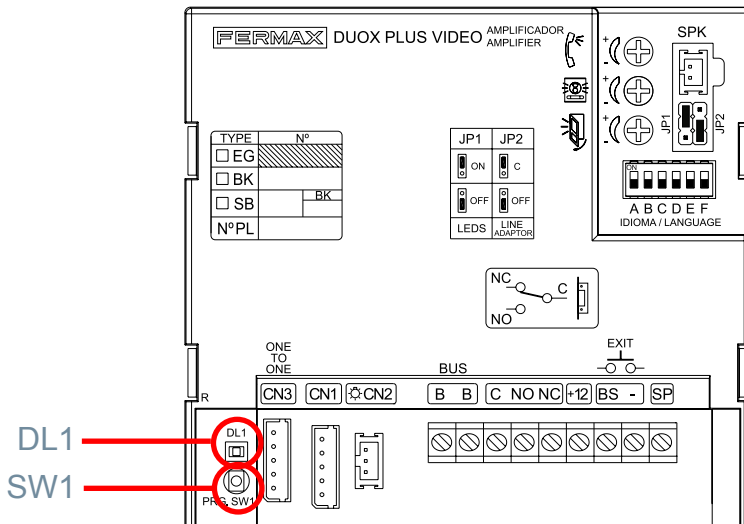 FERMAX DUOX PLUS VIDEO AMPLIFICADOR
AMPLIFIER
SPK
+
-
+
-
+
-
JP1
JP2
ON
A B C D E F
IDIOMA / LANGUAGE
TYPE Nº
EG
BK
SB BK
NºPL
JP1 JP2
ON C
OFF OFF
LEDS LINE
ADAPTOR
NC
C
NO
EXIT
ONE
TO
ONE
BUS
R
CN3 CN1 CN2 B B C NO NC +12 BS - SP
DL1
DL1
SW1
PRG. SW1